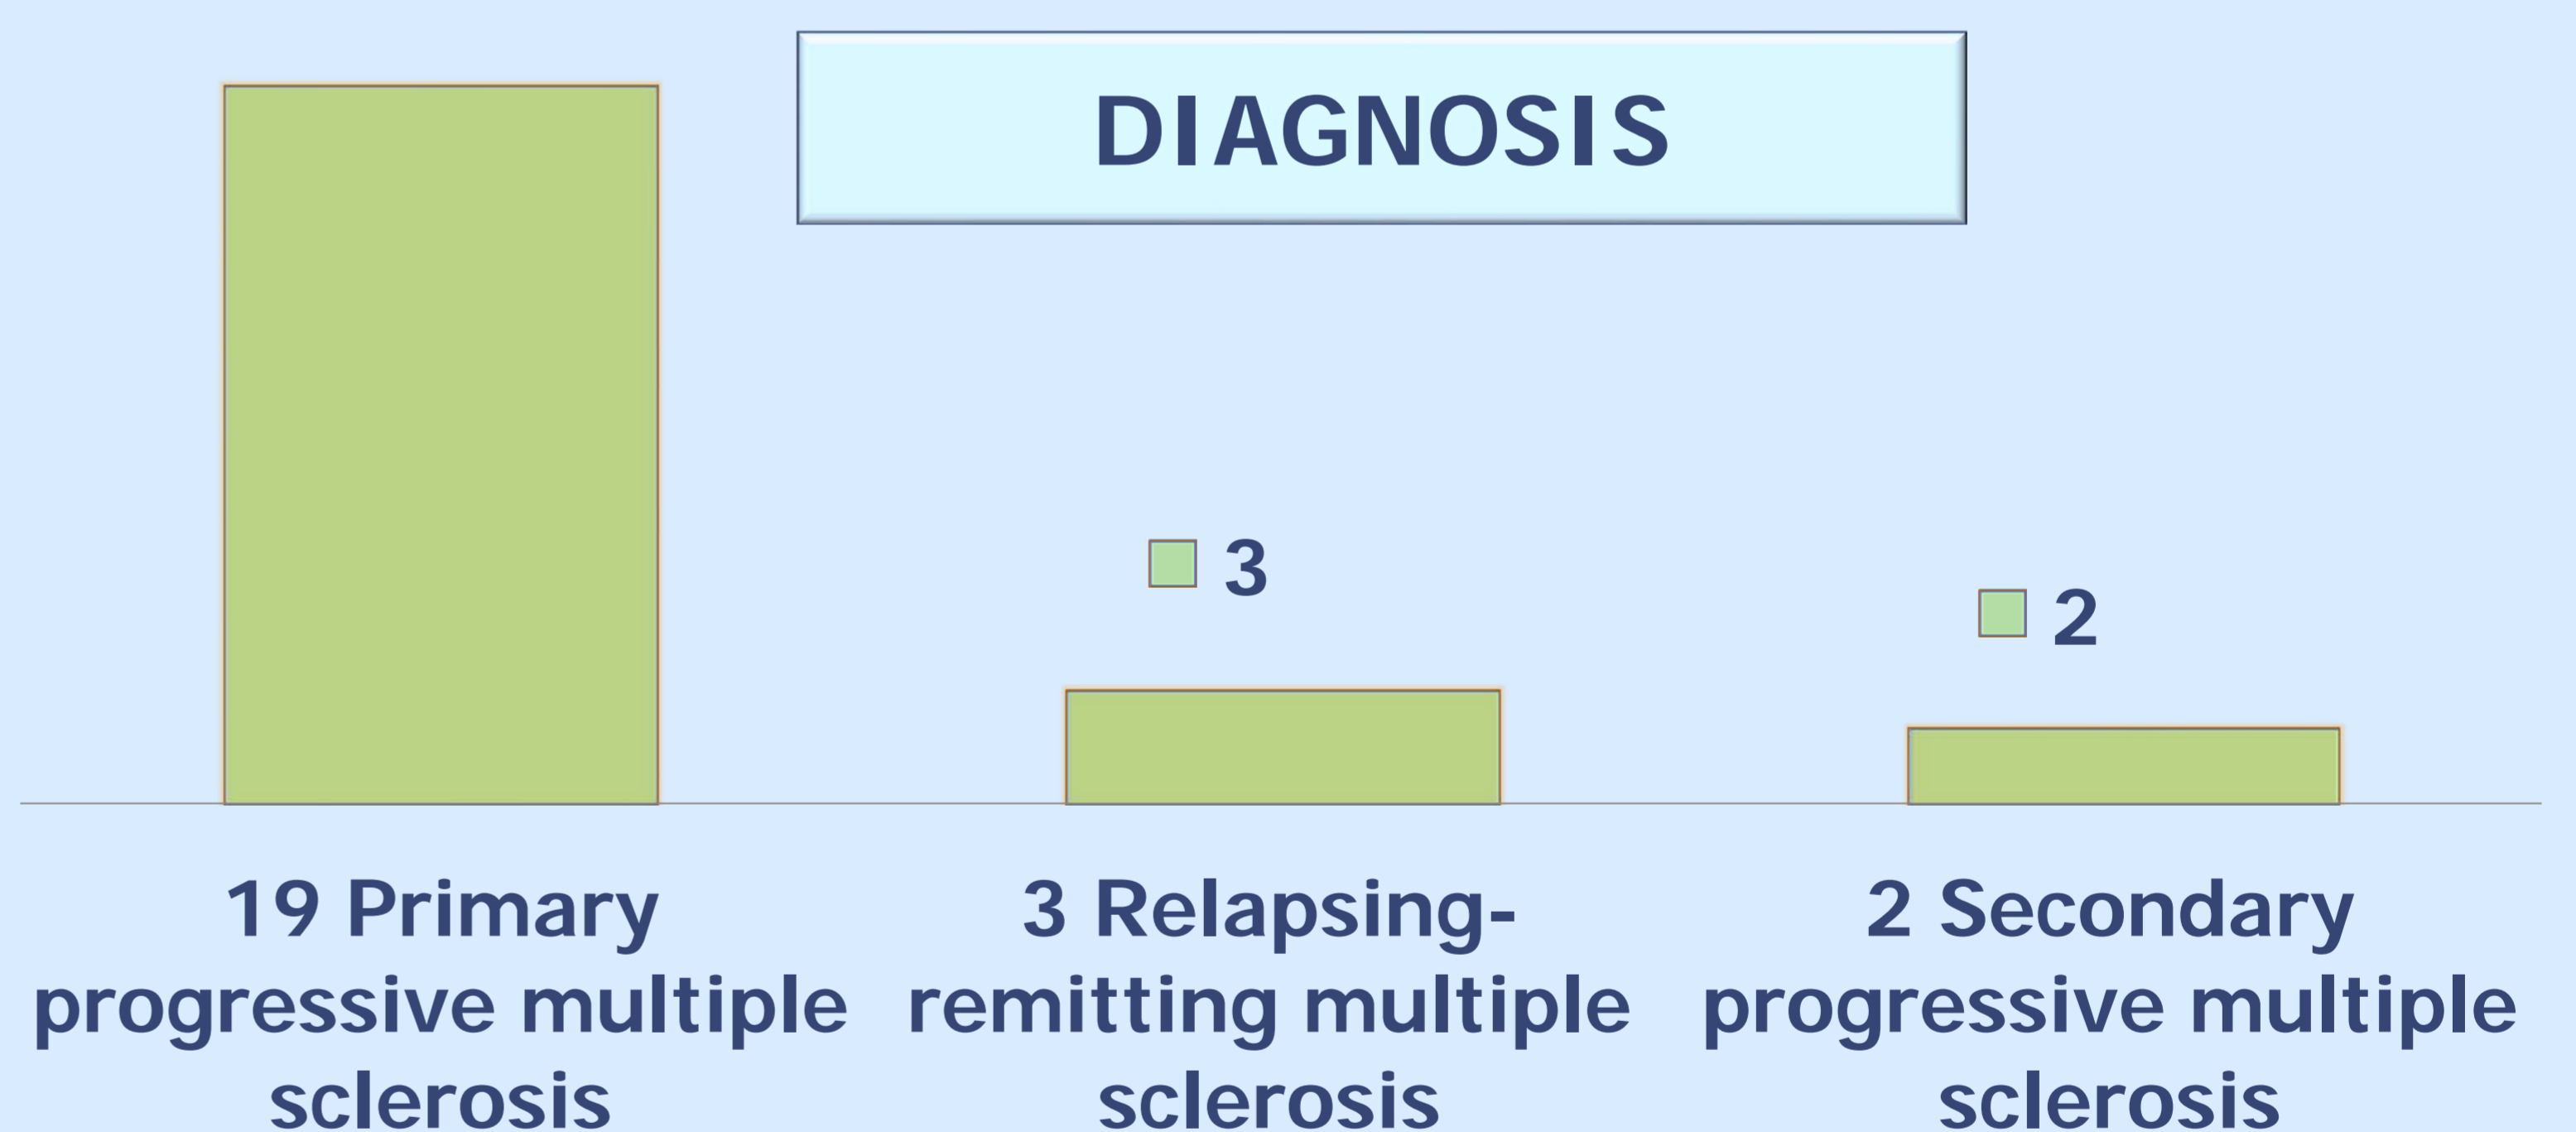 DIAGNOSIS
3
2
19 Primary
progressive multiple
sclerosis
3 Relapsing-
remitting multiple
sclerosis
2 Secondary
progressive multiple
sclerosis